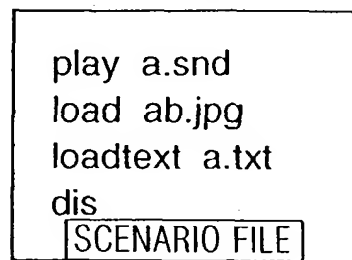 play a.snd
load ab.jpg
loadtext a.txt
dis
SCENARIO FILE